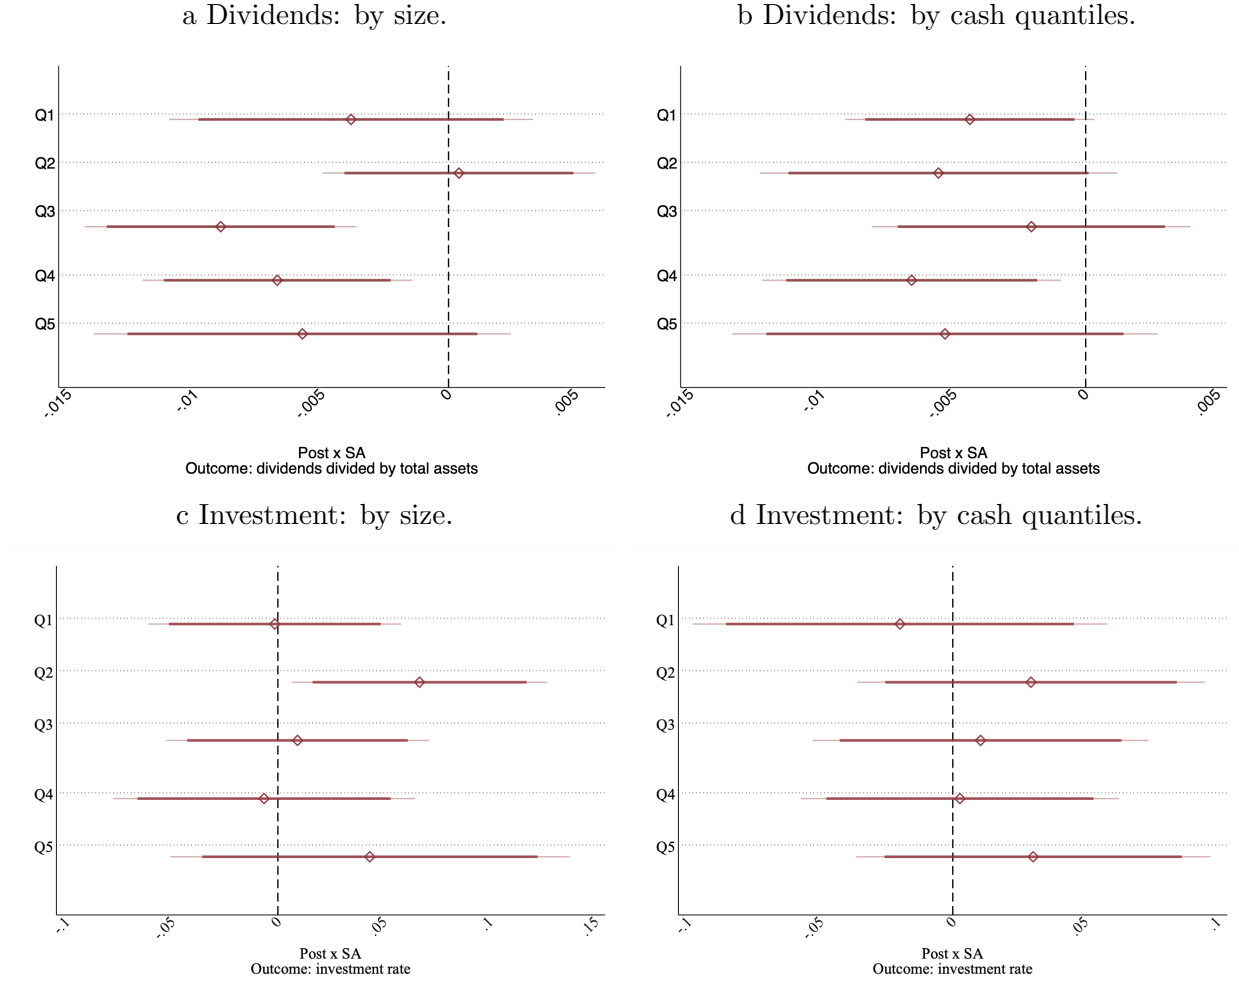 a Dividends: by size.
Q1
Q2
Q3
Q4
Q5
-.015
-.01
-.005
0
.005
Post x SA
Outcome: dividends divided by total assets
b Dividends: by cash quantiles.
Q1
Q2
Q3
Q4
Q5
-.015
-.01
-.005
0
.005
Post x SA
Outcome: dividends divided by total assets
c Investment: by size.
Q1
Q2
Q3
Q4
Q5
-.1
-.05
0
.05
.1
.15
Post x SA
Outcome: investment rate
d Investment: by cash quantiles.
Q1
Q2
Q3
Q4
Q5
-.1
-.05
0
.05
.1
Post x SA
Outcome: investment rate